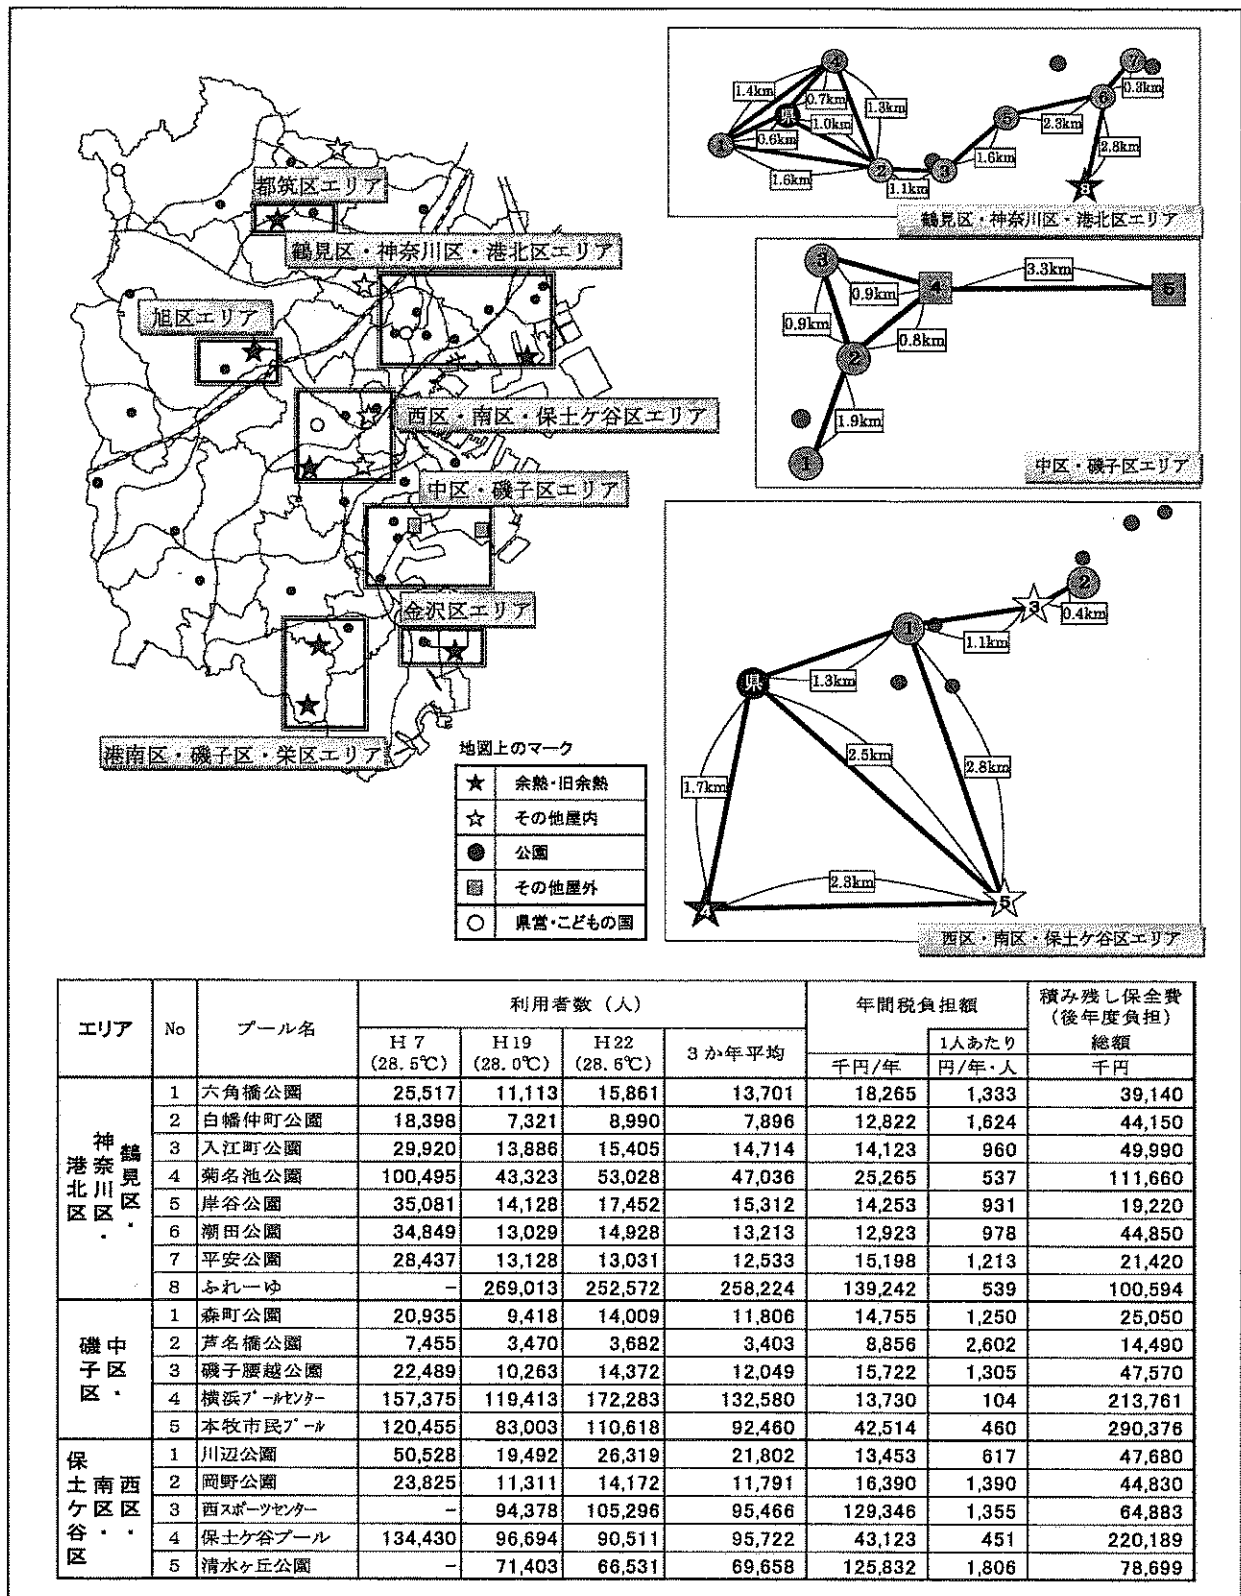 都筑区エリア
鶴見区・神奈川区・港北区エリア
旭区エリア
西区・南区・保土ケ谷区エリア
中区・磯子区エリア
金沢区エリア
港南区・磯子区・栄区エリア
地図上のマーク
★ 余熱・旧余熱
☆ その他屋内
● 公園
■ その他屋外
○ 県営・こどもの国
4
7
1.4km
0.7km
1.3km
0.3km
県
6
5
1
0.6km
1.0km
2.3km
1.6km
2
3
1.6km
2.8km
1.1km
8
鶴見区・神奈川区・港北区エリア
3
3.3km
0.9km
4
5
0.9km
0.8km
2
1.9km
1
中区・磯子区エリア
2
3
0.4km
1
1.1km
県
1.3km
2.5km
2.8km
1.7km
2.3km
4
5
西区・南区・保土ケ谷区エリア
エリア No プール名 利用者数（人） 年間税負担額 積み残し保全費（後年度負担）
H7 (28.5℃) H19 (28.0℃) H22 (28.6℃) 3か年平均 千円/年 1人あたり 円/年・人 総額 千円
鶴見区・神奈川区・港北区
1 六角橋公園 25,517 11,113 15,861 13,701 18,265 1,333 39,140
2 白幡仲町公園 18,398 7,321 8,990 7,896 12,822 1,624 44,150
3 入江町公園 29,920 13,886 15,405 14,714 14,123 960 49,990
4 菊名池公園 100,495 43,323 53,028 47,036 25,265 537 111,660
5 岸谷公園 35,081 14,128 17,452 15,312 14,253 931 19,220
6 潮田公園 34,849 13,029 14,928 13,213 12,923 978 44,850
7 平安公園 28,437 13,128 13,031 12,533 15,198 1,213 21,420
8 ふれーゆ － 269,013 252,572 258,224 139,242 539 100,594
中区・磯子区
1 森町公園 20,935 9,418 14,009 11,806 14,755 1,250 25,050
2 芦名橋公園 7,455 3,470 3,682 3,403 8,856 2,602 14,490
3 磯子腰越公園 22,489 10,263 14,372 12,049 15,722 1,305 47,570
4 横浜プールセンター 157,375 119,413 172,283 132,580 13,730 104 213,761
5 本牧市民プール 120,455 83,003 110,618 92,460 42,514 460 290,376
西区・南区・保土ケ谷区
1 川辺公園 50,528 19,492 26,319 21,802 13,453 617 47,680
2 岡野公園 23,825 11,311 14,172 11,791 16,390 1,390 44,830
3 西スポーツセンター － 94,378 105,296 95,466 129,346 1,355 64,883
4 保土ケ谷プール 134,430 96,694 90,511 95,722 43,123 451 220,189
5 清水ヶ丘公園 － 71,403 66,531 69,658 125,832 1,806 78,699